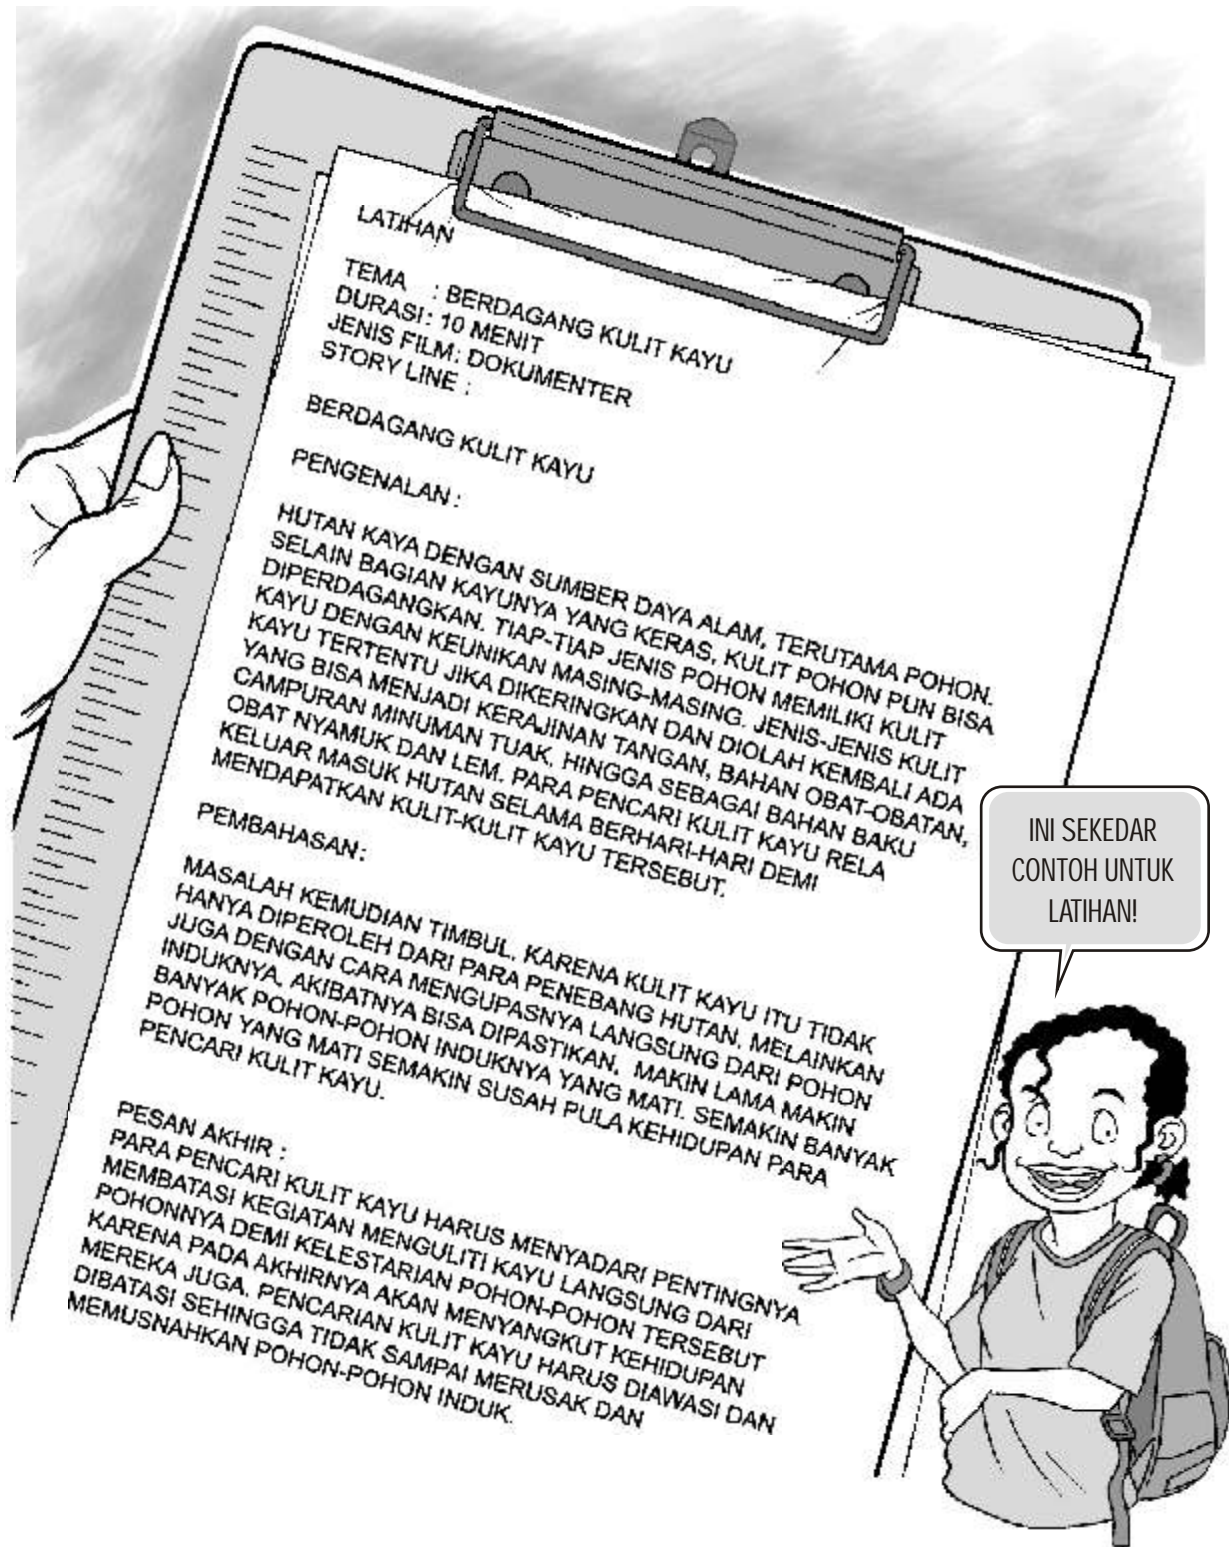 LATIHAN
TEMA : BERDAGANG KULIT KAYU
DURASI : 10 MENIT
JENIS FILM : DOKUMENTER
STORY LINE :
BERDAGANG KULIT KAYU
PENGENALAN :
HUTAN KAYA DENGAN SUMBER DAYA ALAM, TERUTAMA POHON.
SELAIN BAGIAN KAYUNYA YANG KERAS, KULIT POHON PUN BISA
DIPERDAGANGKAN. TIAP-TIAP JENIS POHON MEMILIKI KULIT
KAYU DENGAN KEUNIKAN MASING-MASING. JENIS-JENIS KULIT
KAYU TERTENTU JIKA DIKERINGKAN DAN DIOLAH KEMBALI ADA
YANG BISA MENJADI KERAJINAN TANGAN, BAHAN OBAT-OBATAN,
CAMPURAN MINUMAN TUAK, HINGGA SEBAGAI BAHAN BAKU
OBAT NYAMUK DAN LEM. PARA PENCARI KULIT KAYU RELA
KELUAR MASUK HUTAN SELAMA BERHARI-HARI DEMI
MENDAPATKAN KULIT-KULIT KAYU TERSEBUT.
PEMBAHASAN :
MASALAH KEMUDIAN TIMBUL, KARENA KULIT KAYU ITU TIDAK
HANYA DIPEROLEH DARI PARA PENEBANG HUTAN, MELAINKAN
JUGA DENGAN CARA MENGUPASNYA LANGSUNG DARI POHON
INDUKNYA, AKIBATNYA BISA DIPASTIKAN, MAKIN LAMA MAKIN
BANYAK POHON-POHON INDUKNYA YANG MATI. SEMAKIN BANYAK
POHON YANG MATI SEMAKIN SUSAH PULA KEHIDUPAN PARA
PENCARI KULIT KAYU.
PESAN AKHIR :
PARA PENCARI KULIT KAYU HARUS MENYADARI PENTINGNYA
MEMBATASI KEGIATAN MENGULITI KAYU LANGSUNG DARI
POHONNYA DEMI KELESTARIAN POHON-POHON TERSEBUT
KARENA PADA AKHIRNYA AKAN MENYANGKUT KEHIDUPAN
MEREKA JUGA. PENCARIAN KULIT KAYU HARUS DIAWASI DAN
DIBATASI SEHINGGA TIDAK SAMPAI MERUSAK DAN
MEMUSNAHKAN POHON-POHON INDUK.
INI SEKEDAR
CONTOH UNTUK
LATIHAN!